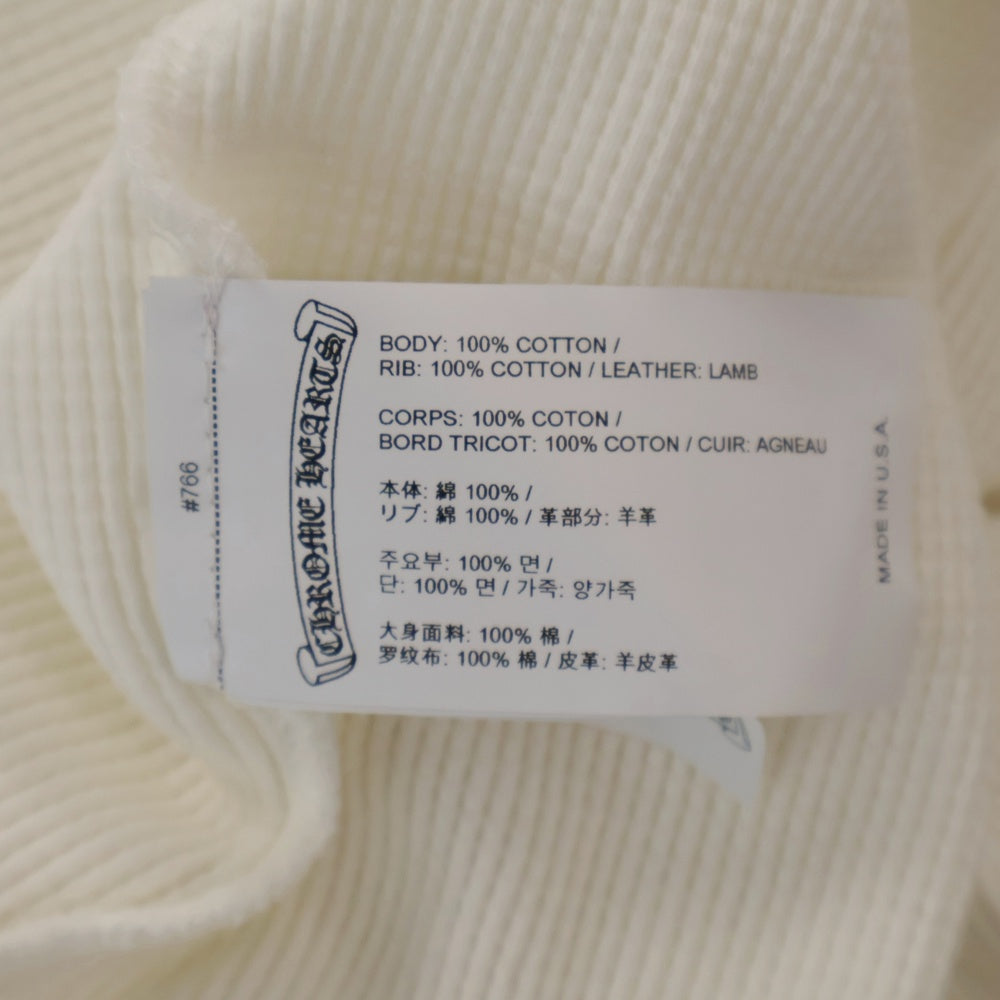 #766
CHROME HEARTS
BODY: 100% COTTON /
RIB: 100% COTTON / LEATHER: LAMB
CORPS: 100% COTON /
BORD TRICOT: 100% COTON / CUIR: AGNEAU
本体: 綿 100% /
リブ: 綿 100% / 革部分: 羊革
주요부: 100% 면 /
단: 100% 면 / 가죽: 양가죽
大身面料: 100% 棉 /
罗纹布: 100% 棉 / 皮革: 羊皮革
MADE IN U.S.A.